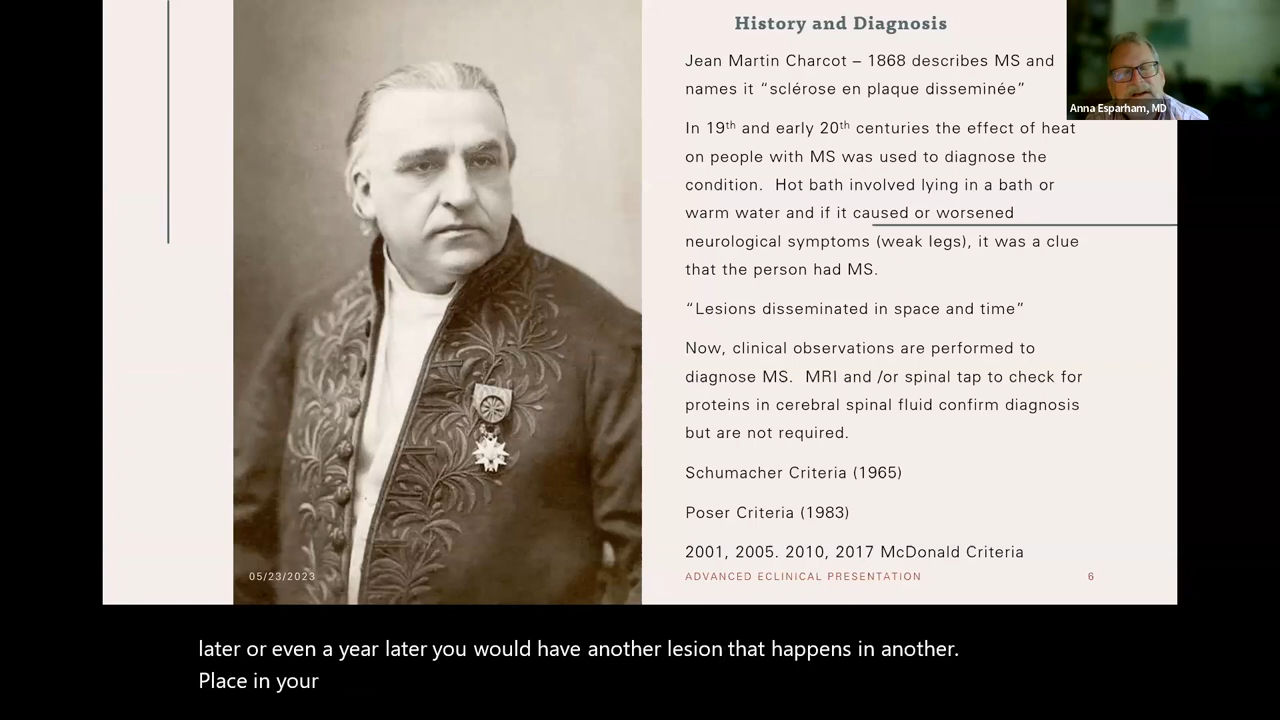 History and Diagnosis
Jean Martin Charcot – 1868 describes MS and
names it “sclérose en plaque disseminée”
Anna Esparham, MD
In 19th and early 20th centuries the effect of heat
on people with MS was used to diagnose the
condition. Hot bath involved lying in a bath or
warm water and if it caused or worsened
neurological symptoms (weak legs), it was a clue
that the person had MS.
“Lesions disseminated in space and time”
Now, clinical observations are performed to
diagnose MS. MRI and /or spinal tap to check for
proteins in cerebral spinal fluid confirm diagnosis
but are not required.
Schumacher Criteria (1965)
Poser Criteria (1983)
2001, 2005. 2010, 2017 McDonald Criteria
05/23/2023
ADVANCED ECLINICAL PRESENTATION
6
later or even a year later you would have another lesion that happens in another.
Place in your